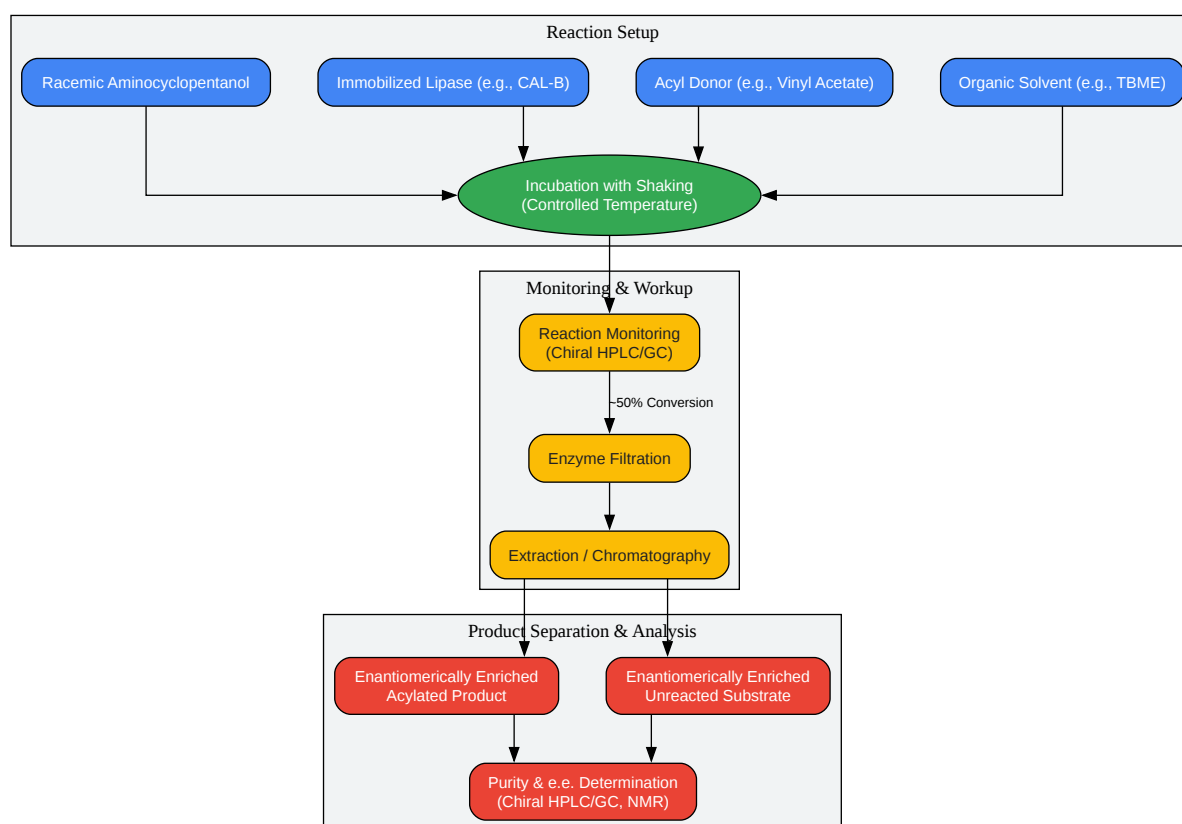 Reaction Setup
Racemic Aminocyclopentanol
Immobilized Lipase (e.g., CAL-B)
Acyl Donor (e.g., Vinyl Acetate)
Organic Solvent (e.g., TBME)
Incubation with Shaking
(Controlled Temperature)
Monitoring & Workup
Reaction Monitoring
(Chiral HPLC/GC)
~50% Conversion
Enzyme Filtration
Extraction / Chromatography
Product Separation & Analysis
Enantiomerically Enriched
Acylated Product
Enantiomerically Enriched
Unreacted Substrate
Purity & e.e. Determination
(Chiral HPLC/GC, NMR)